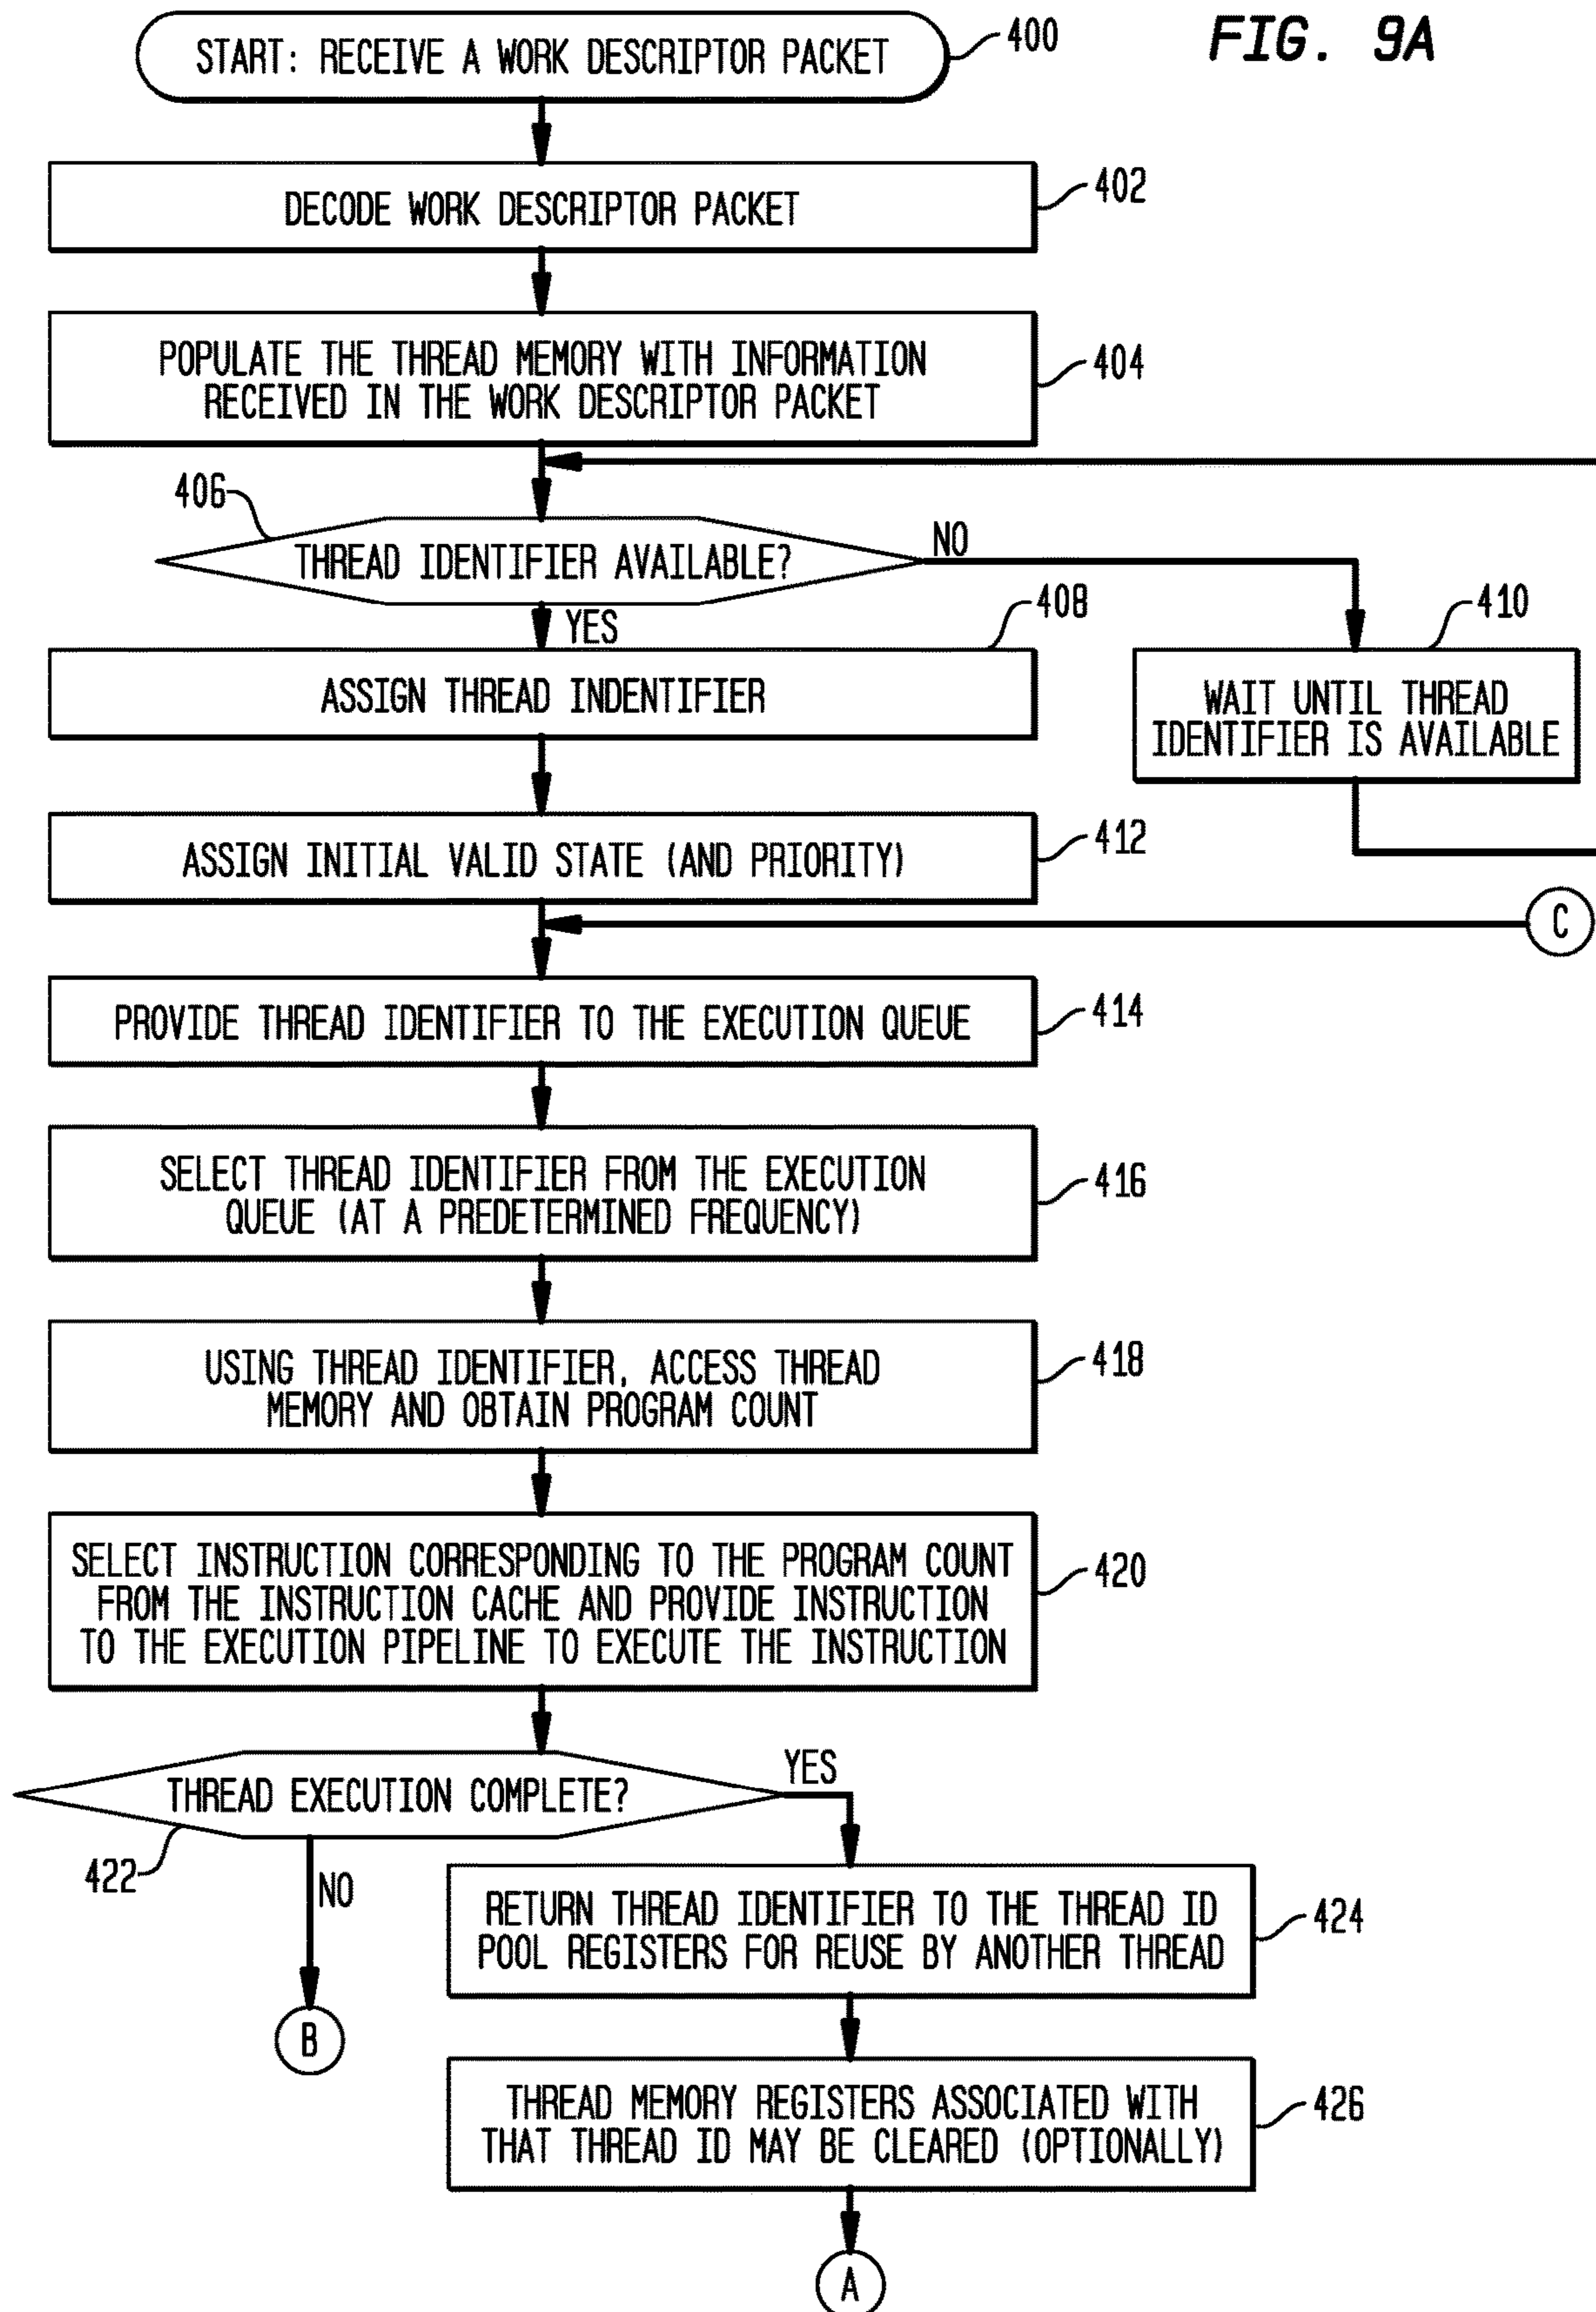 START: RECEIVE A WORK DESCRIPTOR PACKET
400
FIG. 9A
DECODE WORK DESCRIPTOR PACKET
402
POPULATE THE THREAD MEMORY WITH INFORMATION
RECEIVED IN THE WORK DESCRIPTOR PACKET
404
406
THREAD IDENTIFIER AVAILABLE?
NO
YES
408
ASSIGN THREAD INDENTIFIER
410
WAIT UNTIL THREAD
IDENTIFIER IS AVAILABLE
ASSIGN INITIAL VALID STATE (AND PRIORITY)
412
C
PROVIDE THREAD IDENTIFIER TO THE EXECUTION QUEUE
414
SELECT THREAD IDENTIFIER FROM THE EXECUTION
QUEUE (AT A PREDETERMINED FREQUENCY)
416
USING THREAD IDENTIFIER, ACCESS THREAD
MEMORY AND OBTAIN PROGRAM COUNT
418
SELECT INSTRUCTION CORRESPONDING TO THE PROGRAM COUNT
FROM THE INSTRUCTION CACHE AND PROVIDE INSTRUCTION
TO THE EXECUTION PIPELINE TO EXECUTE THE INSTRUCTION
420
THREAD EXECUTION COMPLETE?
YES
422
NO
B
RETURN THREAD IDENTIFIER TO THE THREAD ID
POOL REGISTERS FOR REUSE BY ANOTHER THREAD
424
THREAD MEMORY REGISTERS ASSOCIATED WITH
THAT THREAD ID MAY BE CLEARED (OPTIONALLY)
426
A